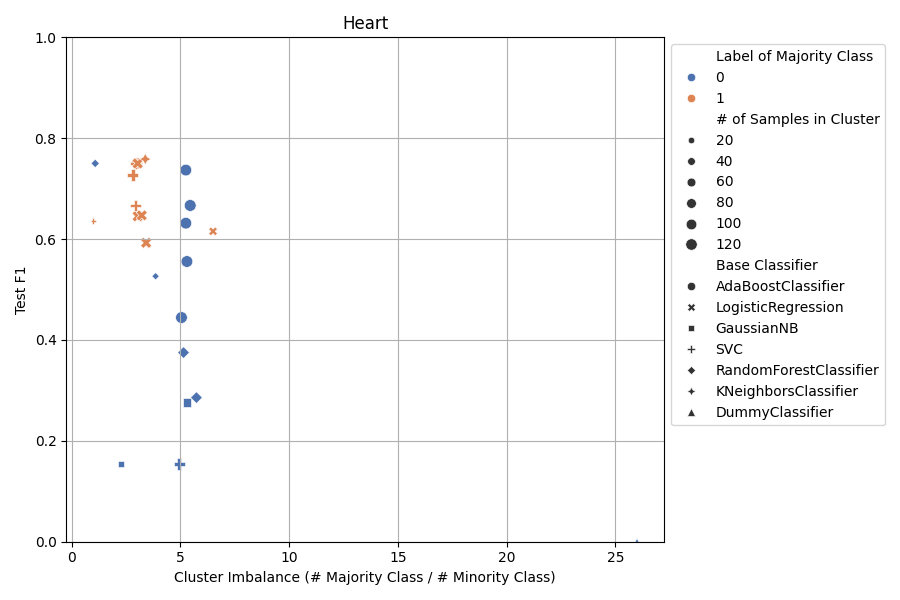 Heart
1.0
0.8
0.6
0.4
0.2
0.0
Test F1
0
5
10
15
20
25
Cluster Imbalance (# Majority Class / # Minority Class)
Label of Majority Class
0
1
# of Samples in Cluster
20
40
60
80
100
120
Base Classifier
AdaBoostClassifier
LogisticRegression
GaussianNB
SVC
RandomForestClassifier
KNeighborsClassifier
DummyClassifier